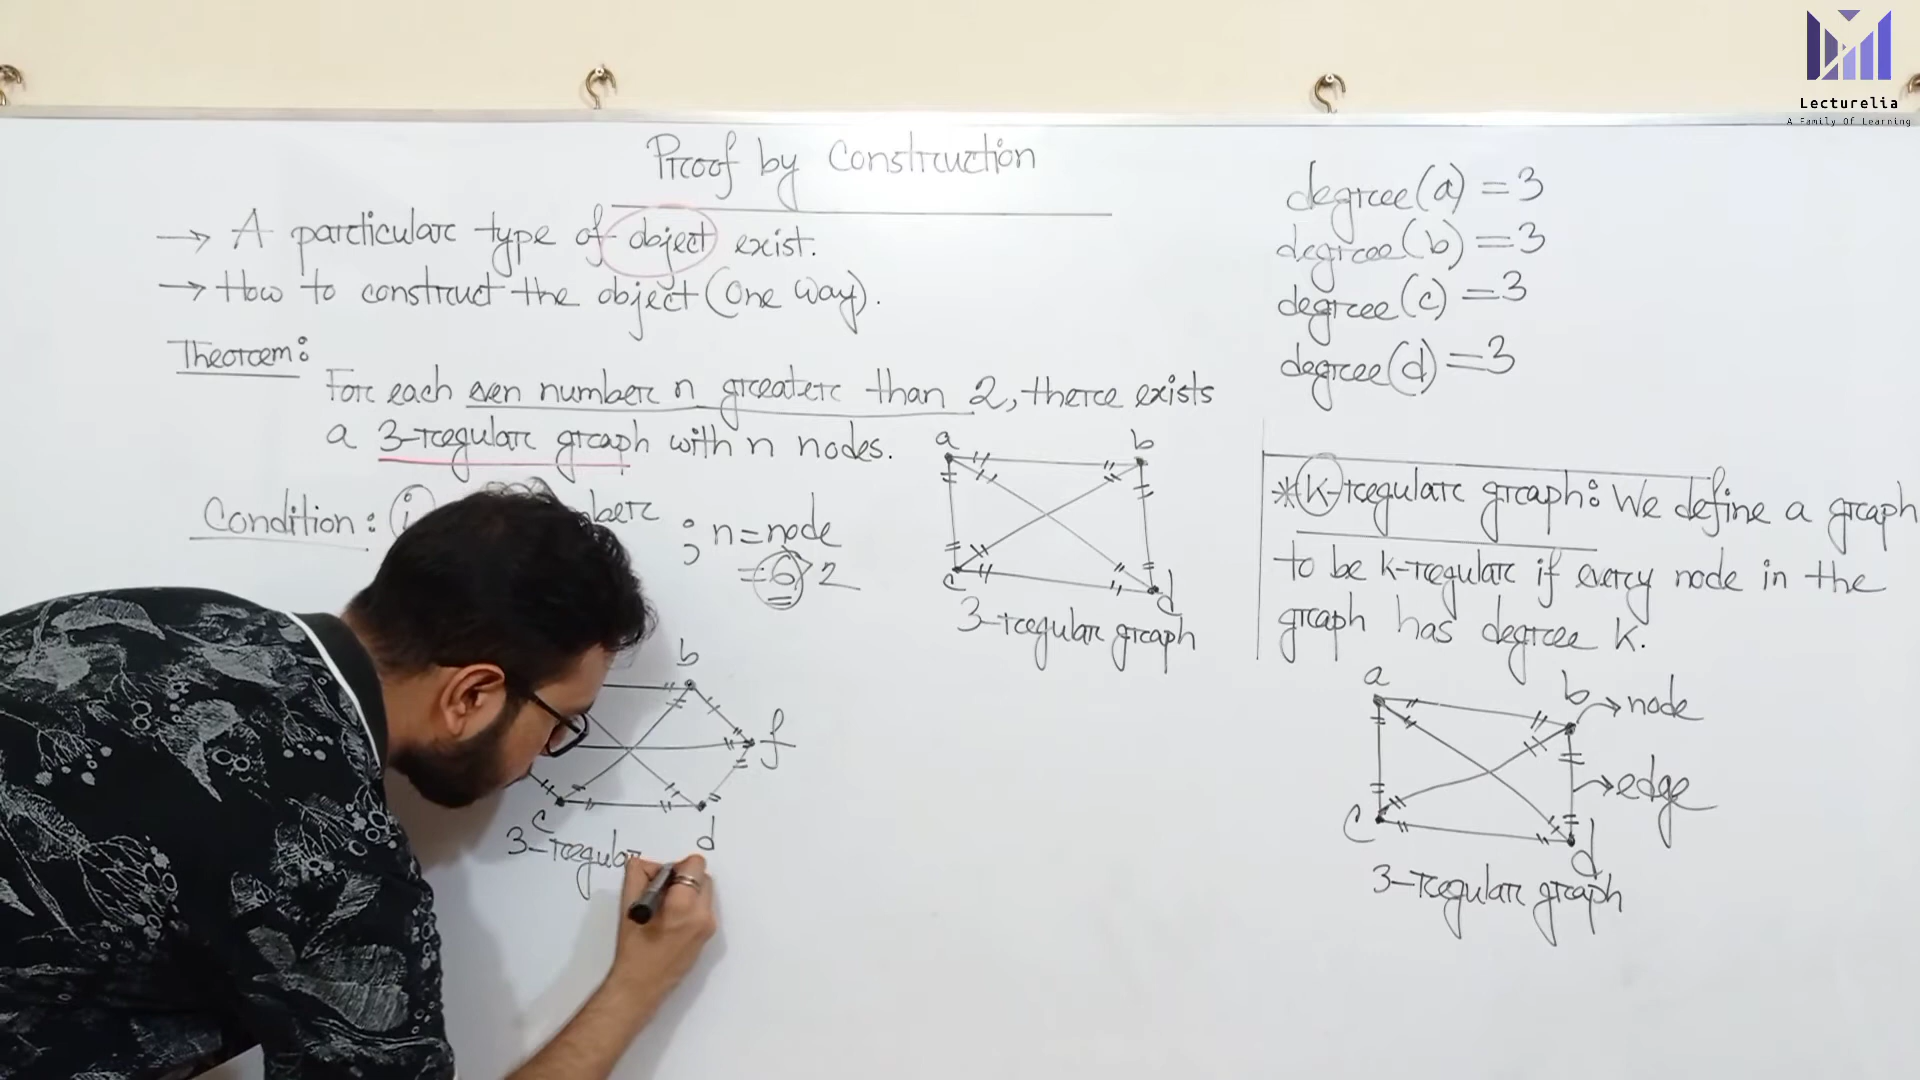 Lecturelia
A Family Of Learning
Proof by Construction
→ A particular type of object exist.
→ How to construct the object (One Way).
Theorem:
For each even number n greater than 2, there exists
a 3-regular graph with n nodes.
Condition: i
; n=node
=6>2
a b
c d
3-regular graph
b
f
c d
3-regular
degree(a) = 3
degree(b) = 3
degree(c) = 3
degree(d) = 3
*K-regular graph: We define a graph
to be k-regular if every node in the
graph has degree K.
a b → node
→ edge
c d
3-regular graph